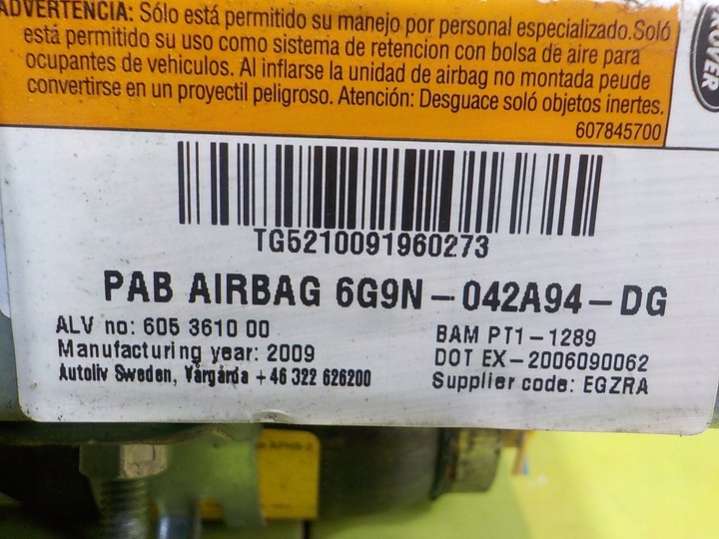 ADVERTENCIA: Sólo está permitido su manejo por personal especializado.Soló
está permitido su uso como sistema de retencion con bolsa de aire para
ocupantes de vehiculos. Al inflarse la unidad de airbag no montada peude
convertirse en un proyectil peligroso. Atención: Desguace soló objetos inertes.
607845700
ROVER
TG5210091960273
PAB AIRBAG 6G9N-042A94-DG
ALV no: 605 3610 00
Manufacturing year: 2009
Autoliv Sweden, Vårgårda +46 322 626200
BAM PT1-1289
DOT EX-2006090062
Supplier code: EGZRA